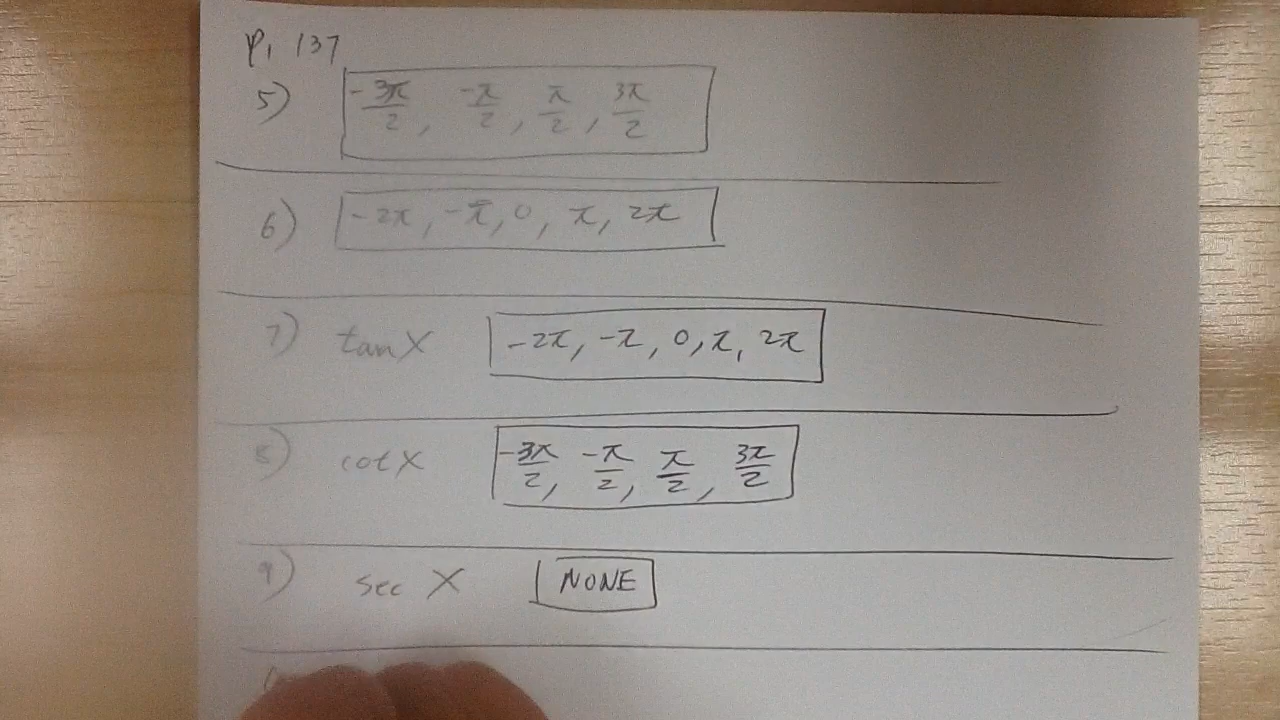 p. 137
5) -3π/2, -π/2, π/2, 3π/2
6) -2π, -π, 0, π, 2π
7) tan X -2π, -π, 0, π, 2π
8) cot X -3π/2, -π/2, π/2, 3π/2
9) sec X NONE